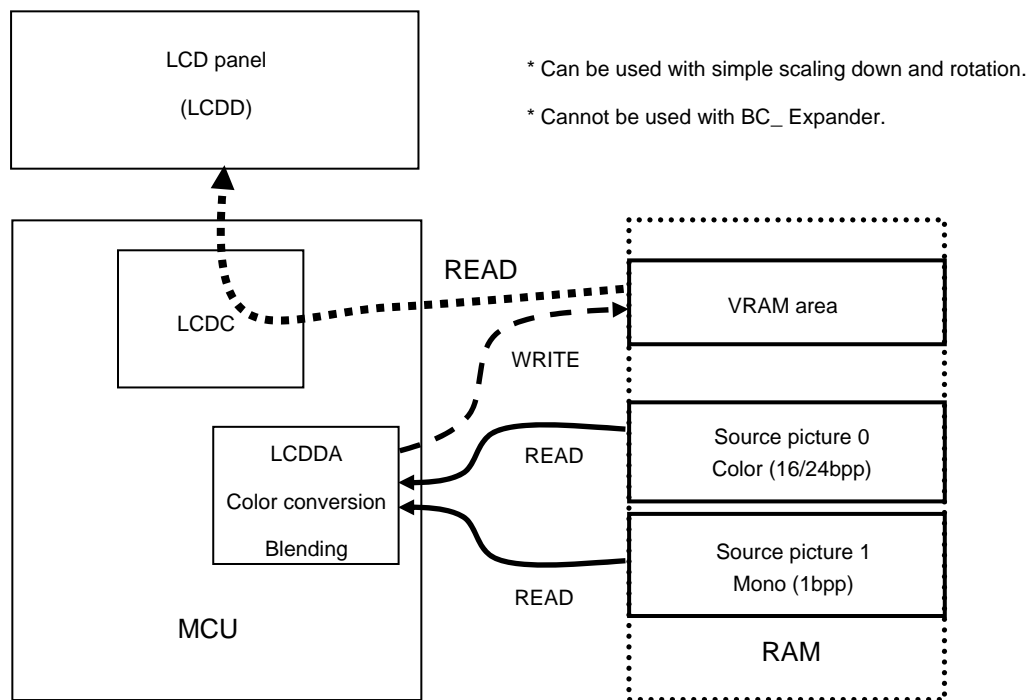 LCD panel
(LCDD)
* Can be used with simple scaling down and rotation.
* Cannot be used with BC_ Expander.
READ
LCDC
VRAM area
WRITE
LCDDA
Color conversion
Blending
READ
Source picture 0
Color (16/24bpp)
Source picture 1
Mono (1bpp)
READ
MCU
RAM